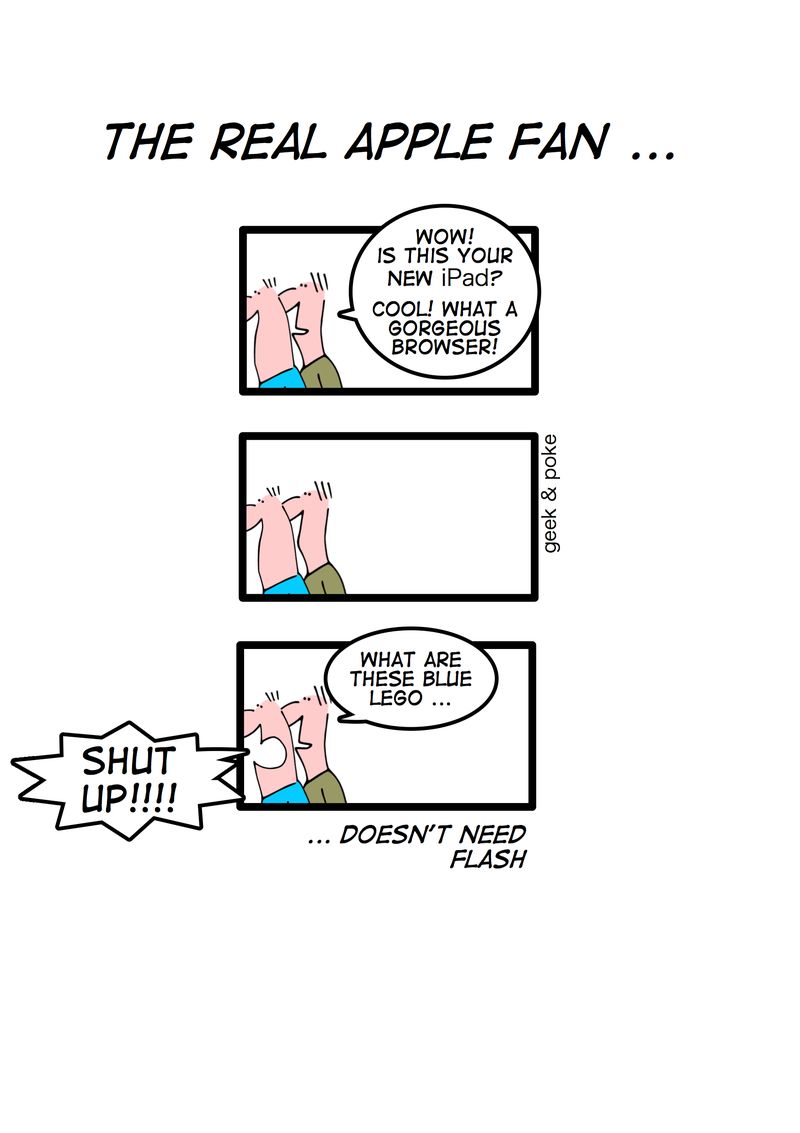 THE REAL APPLE FAN ...
WOW!
IS THIS YOUR
NEW iPad?
COOL! WHAT A
GORGEOUS
BROWSER!
geek & poke
WHAT ARE
THESE BLUE
LEGO ...
SHUT
UP!!!!
... DOESN'T NEED
FLASH